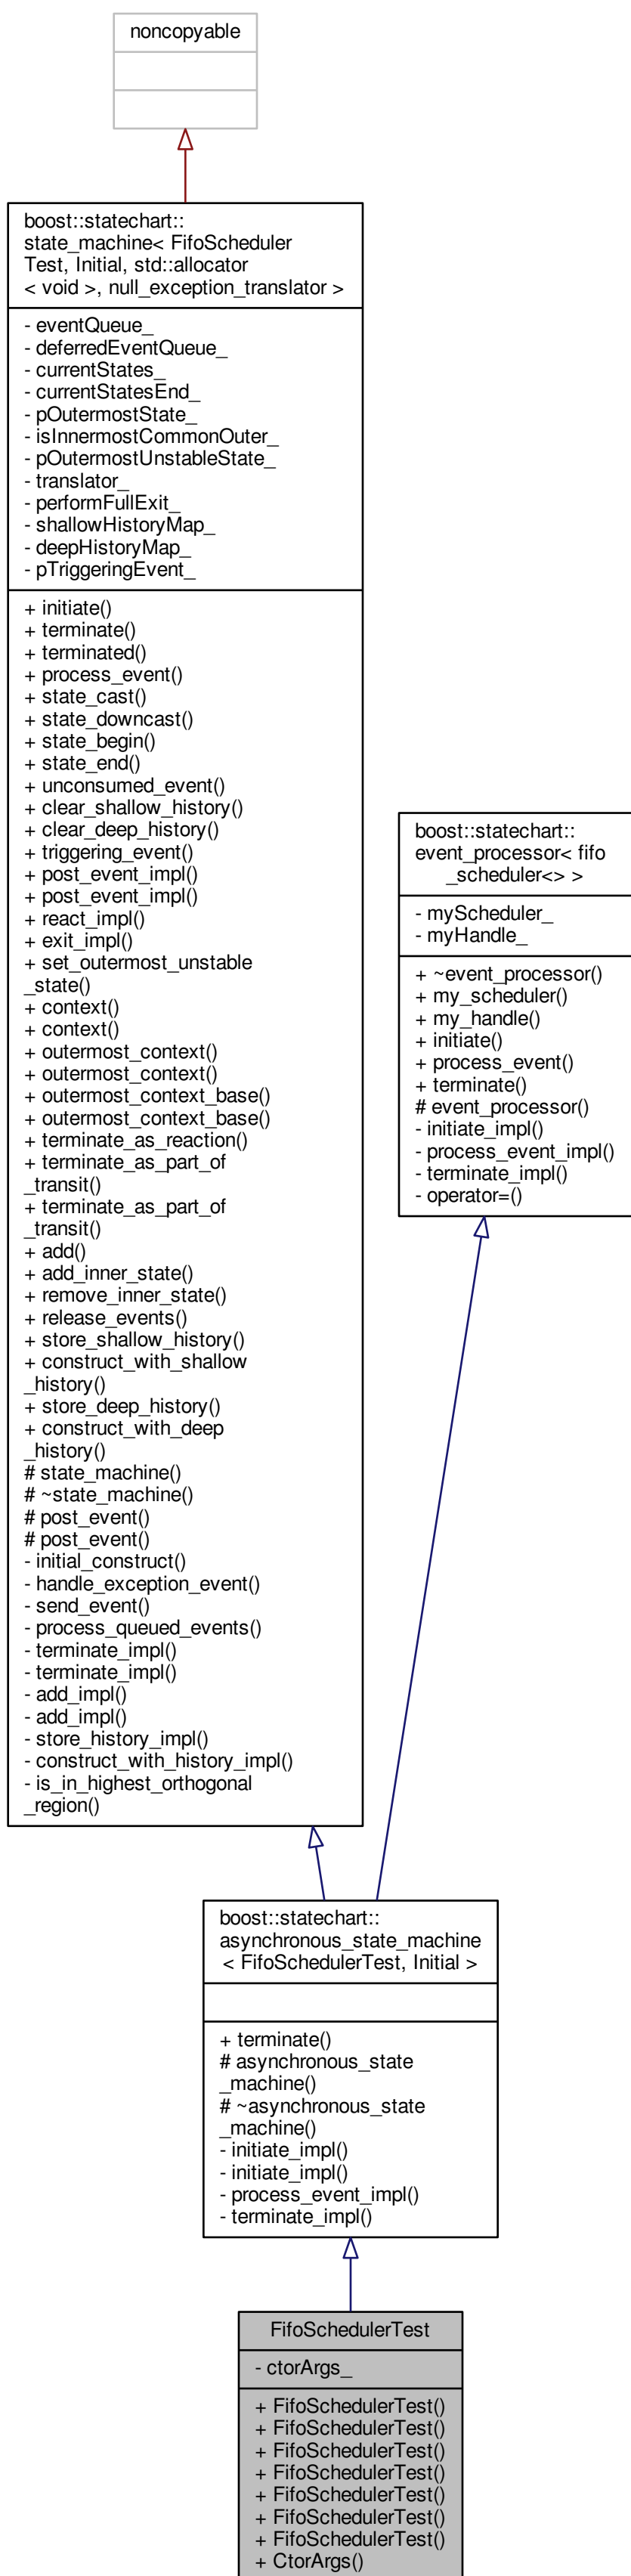 noncopyable
boost::statechart::
state_machine< FifoScheduler
Test, Initial, std::allocator
< void >, null_exception_translator >
- eventQueue_
- deferredEventQueue_
- currentStates_
- currentStatesEnd_
- pOutermostState_
- isInnermostCommonOuter_
- pOutermostUnstableState_
- translator_
- performFullExit_
- shallowHistoryMap_
- deepHistoryMap_
- pTriggeringEvent_
+ initiate()
+ terminate()
+ terminated()
+ process_event()
+ state_cast()
+ state_downcast()
+ state_begin()
+ state_end()
+ unconsumed_event()
+ clear_shallow_history()
+ clear_deep_history()
+ triggering_event()
+ post_event_impl()
+ post_event_impl()
+ react_impl()
+ exit_impl()
+ set_outermost_unstable
_state()
+ context()
+ context()
+ outermost_context()
+ outermost_context()
+ outermost_context_base()
+ outermost_context_base()
+ terminate_as_reaction()
+ terminate_as_part_of
_transit()
+ terminate_as_part_of
_transit()
+ add()
+ add_inner_state()
+ remove_inner_state()
+ release_events()
+ store_shallow_history()
+ construct_with_shallow
_history()
+ store_deep_history()
+ construct_with_deep
_history()
# state_machine()
# ~state_machine()
# post_event()
# post_event()
- initial_construct()
- handle_exception_event()
- send_event()
- process_queued_events()
- terminate_impl()
- terminate_impl()
- add_impl()
- add_impl()
- store_history_impl()
- construct_with_history_impl()
- is_in_highest_orthogonal
_region()
boost::statechart::
event_processor< fifo
_scheduler<> >
- myScheduler_
- myHandle_
+ ~event_processor()
+ my_scheduler()
+ my_handle()
+ initiate()
+ process_event()
+ terminate()
# event_processor()
- initiate_impl()
- process_event_impl()
- terminate_impl()
- operator=()
boost::statechart::
asynchronous_state_machine
< FifoSchedulerTest, Initial >
+ terminate()
# asynchronous_state
_machine()
# ~asynchronous_state
_machine()
- initiate_impl()
- initiate_impl()
- process_event_impl()
- terminate_impl()
FifoSchedulerTest
- ctorArgs_
+ FifoSchedulerTest()
+ FifoSchedulerTest()
+ FifoSchedulerTest()
+ FifoSchedulerTest()
+ FifoSchedulerTest()
+ FifoSchedulerTest()
+ FifoSchedulerTest()
+ CtorArgs()